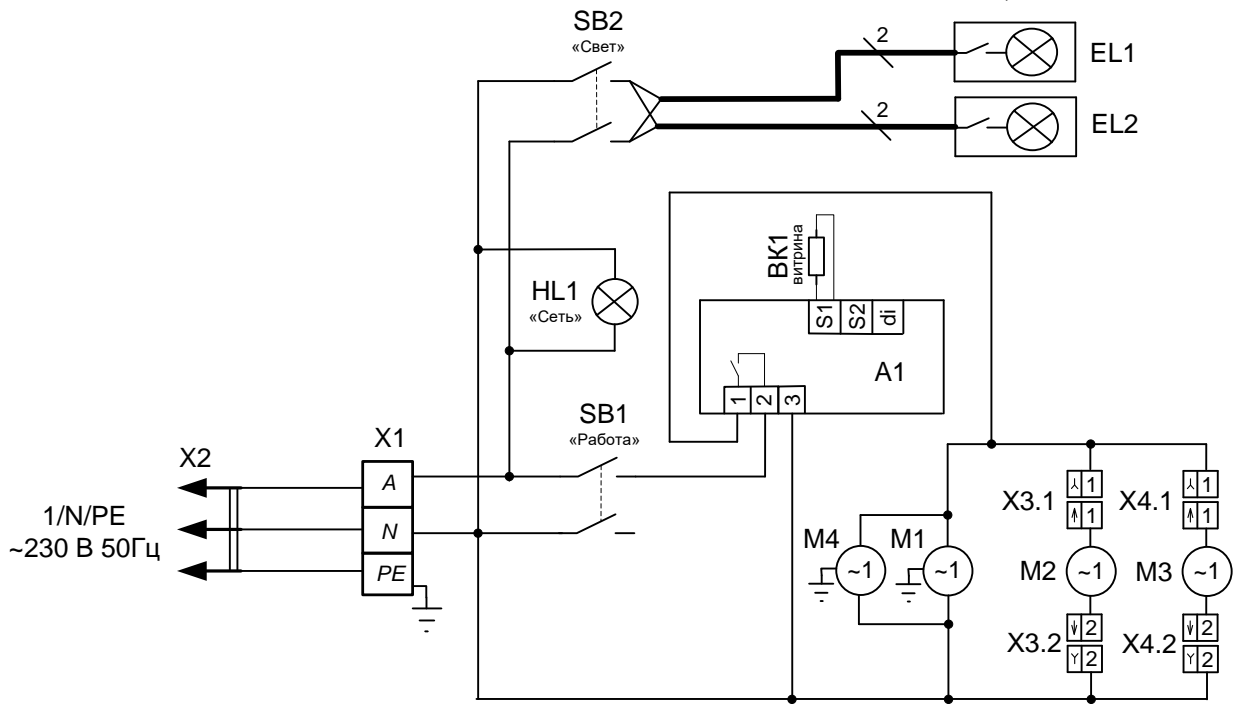 SB2
«Свет»
2
EL1
2
EL2
ВК1
витрина
HL1
«Сеть»
S1
S2
di
A1
1
2
3
SB1
«Работа»
X1
X2
A
N
PE
1/N/PE
~230 В 50Гц
X3.1
1
1
X4.1
1
1
M4
~1
M1
~1
M2
~1
M3
~1
X3.2
2
2
X4.2
2
2